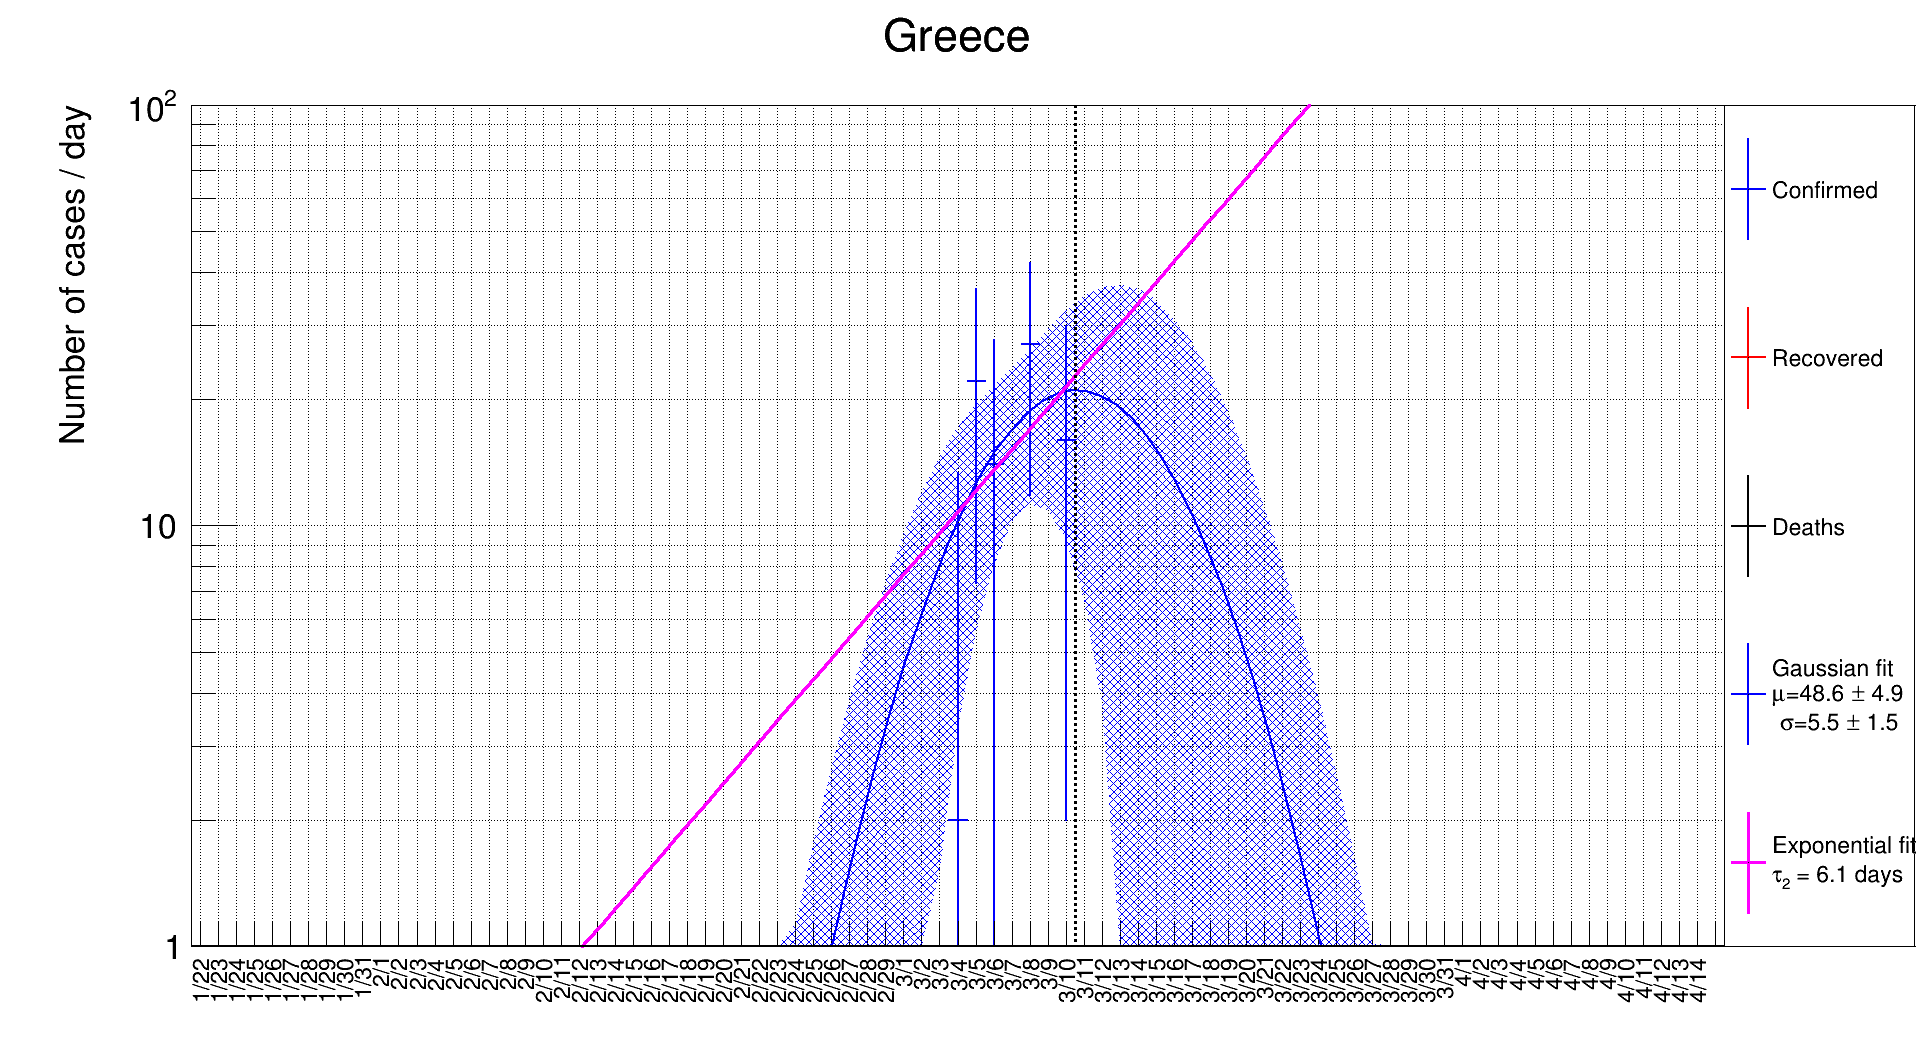 Greece
Number of cases / day
10²
10
1
1/22 1/23 1/24 1/25 1/26 1/27 1/28 1/29 1/30 1/31 2/1 2/2 2/3 2/4 2/5 2/6 2/7 2/8 2/9 2/10 2/11 2/12 2/13 2/14 2/15 2/16 2/17 2/18 2/19 2/20 2/21 2/22 2/23 2/24 2/25 2/26 2/27 2/28 2/29 3/1 3/2 3/3 3/4 3/5 3/6 3/7 3/8 3/9 3/10 3/11 3/12 3/13 3/14 3/15 3/16 3/17 3/18 3/19 3/20 3/21 3/22 3/23 3/24 3/25 3/26 3/27 3/28 3/29 3/30 3/31 4/1 4/2 4/3 4/4 4/5 4/6 4/7 4/8 4/9 4/10 4/11 4/12 4/13 4/14
Confirmed
Recovered
Deaths
Gaussian fit
μ=48.6 ± 4.9
σ=5.5 ± 1.5
Exponential fit
τ₂ = 6.1 days